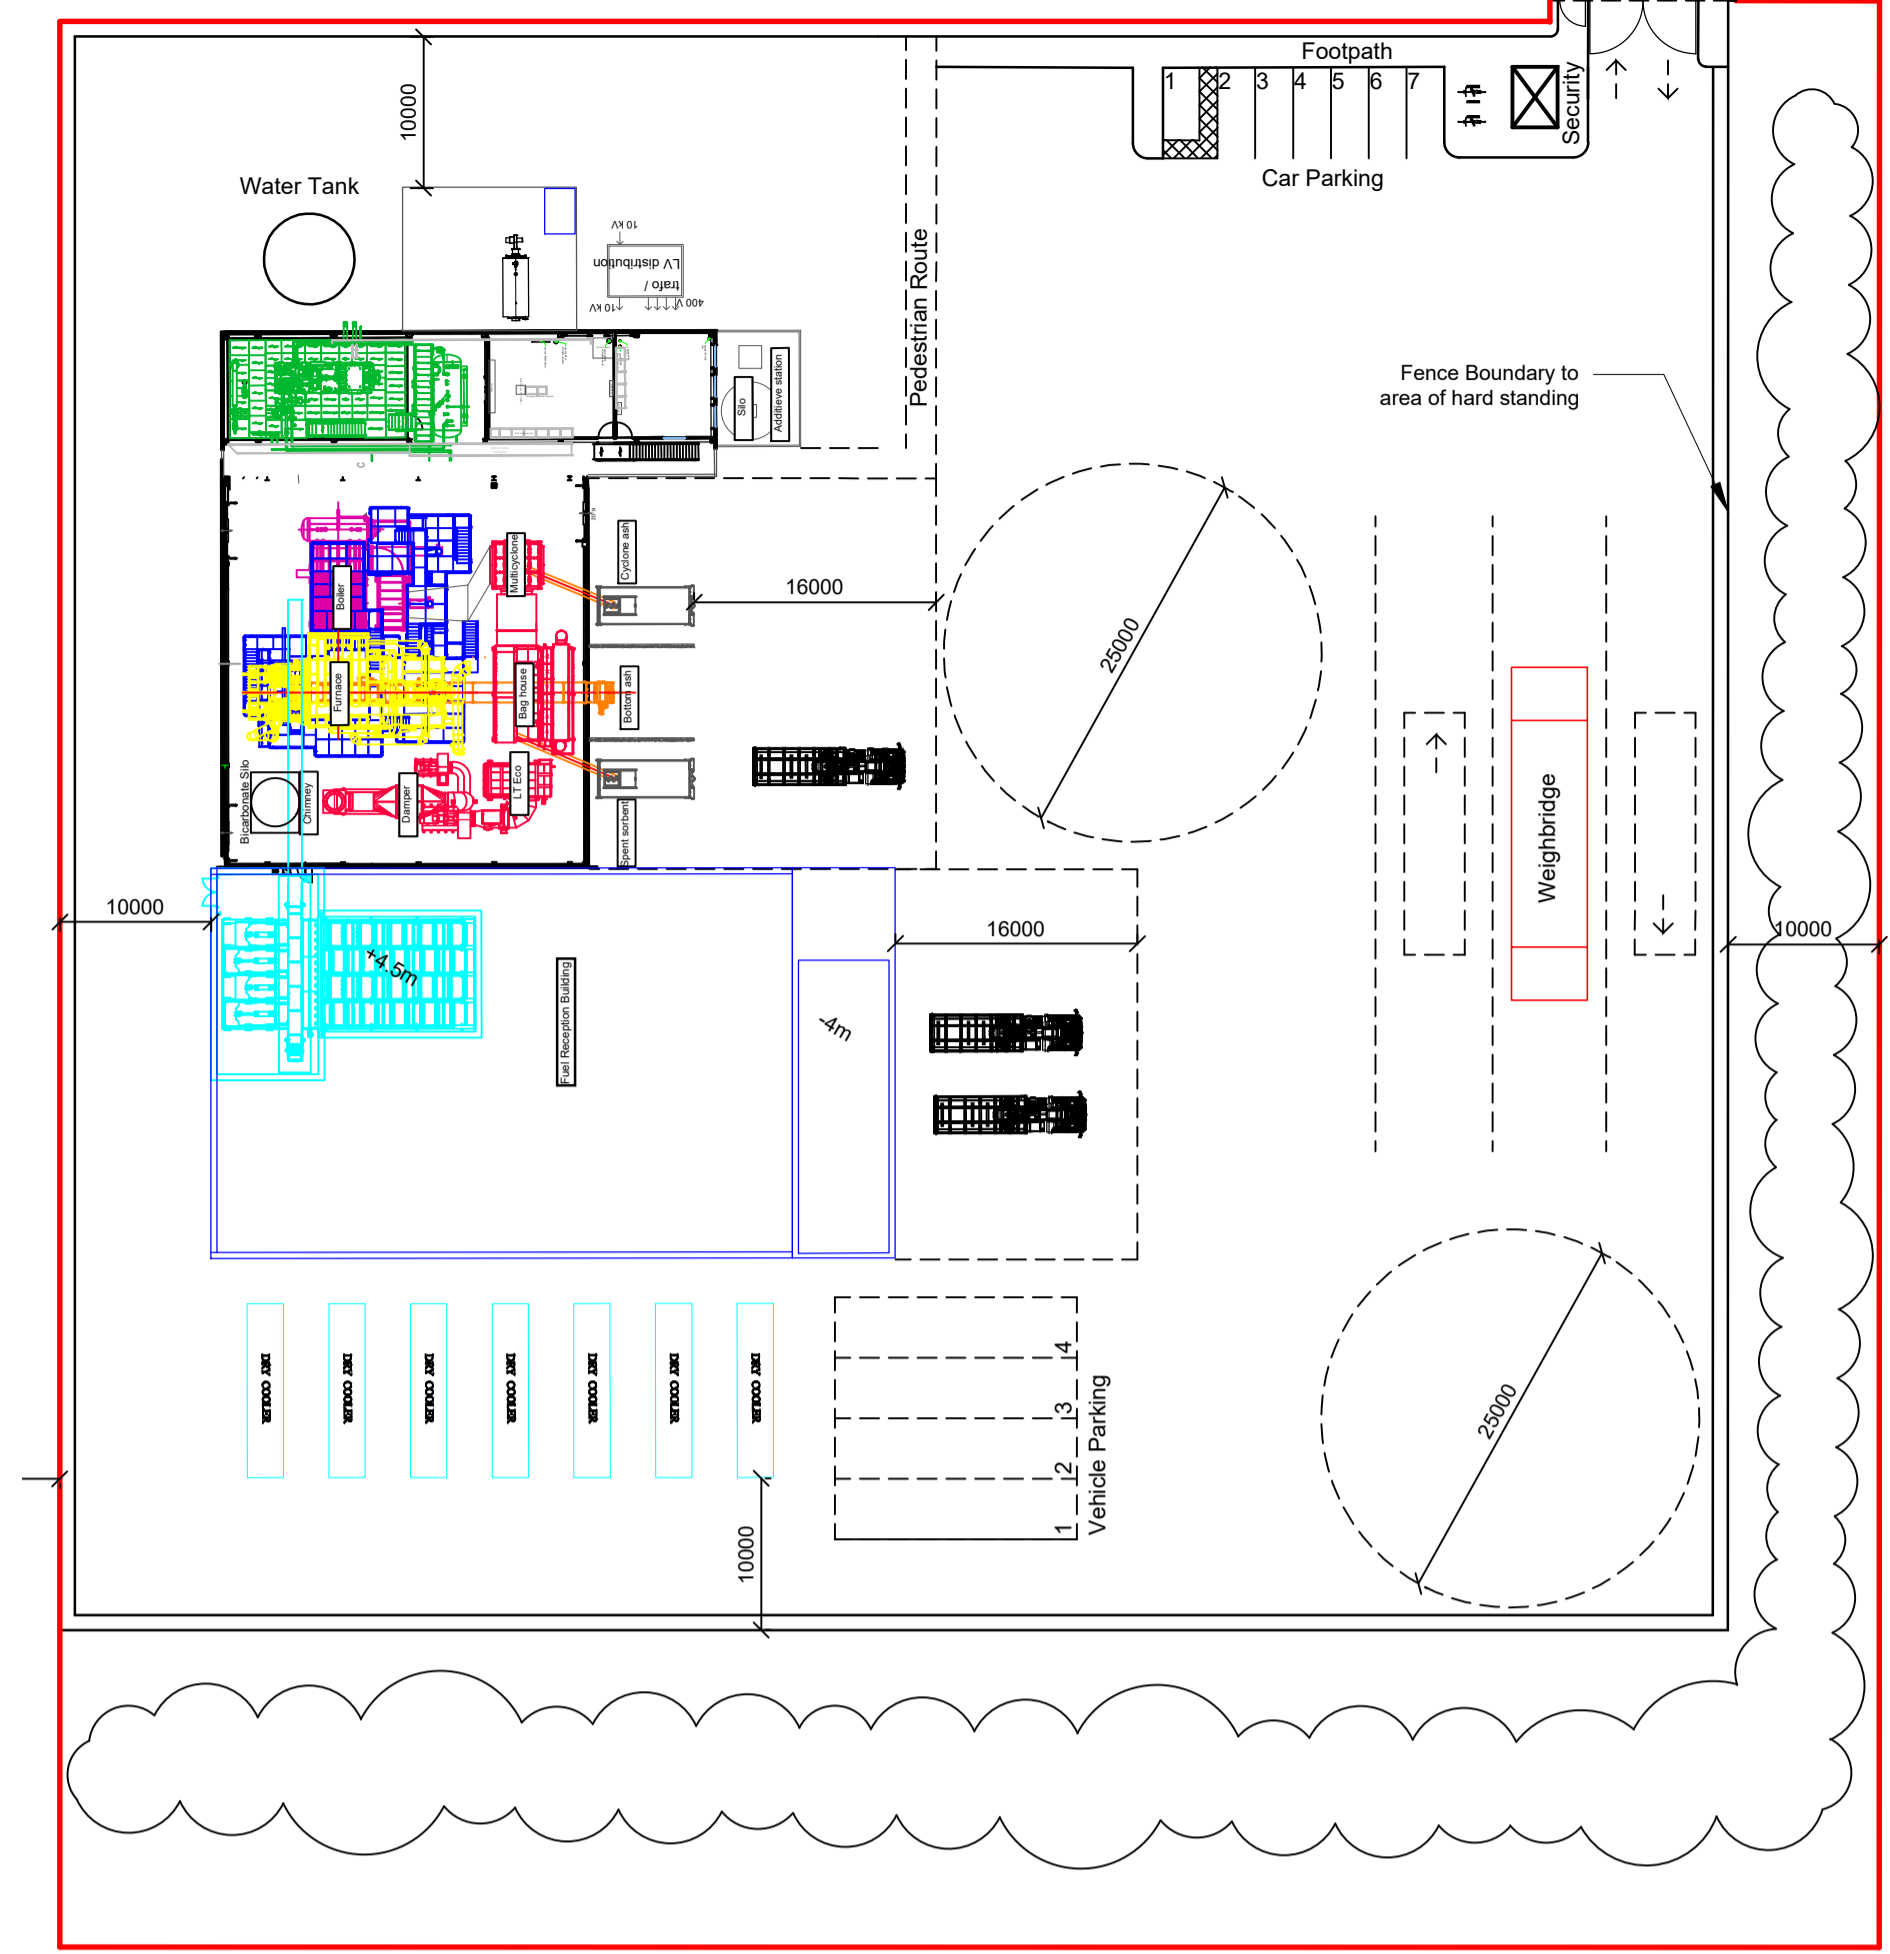 Footpath
1
2
3
4
5
6
7
Security
Car Parking
10000
Water Tank
10 kV
LV distribution
trafo /
10 kV
400 V
Pedestrian Route
Silo
Additieve station
Fence Boundary to
area of hard standing
C
Cyclone ash
Multicyclone
Boiler
16000
25000
Furnace
Bag house
Bottom ash
Bicarbonate Silo
Chimney
Damper
LT Eco
Spent sorbent
Weighbridge
10000
+4.5m
Fuel Reception Building
-4m
16000
10000
DRY COOLER
DRY COOLER
DRY COOLER
DRY COOLER
DRY COOLER
DRY COOLER
DRY COOLER
4
3
2
1
Vehicle Parking
25000
10000